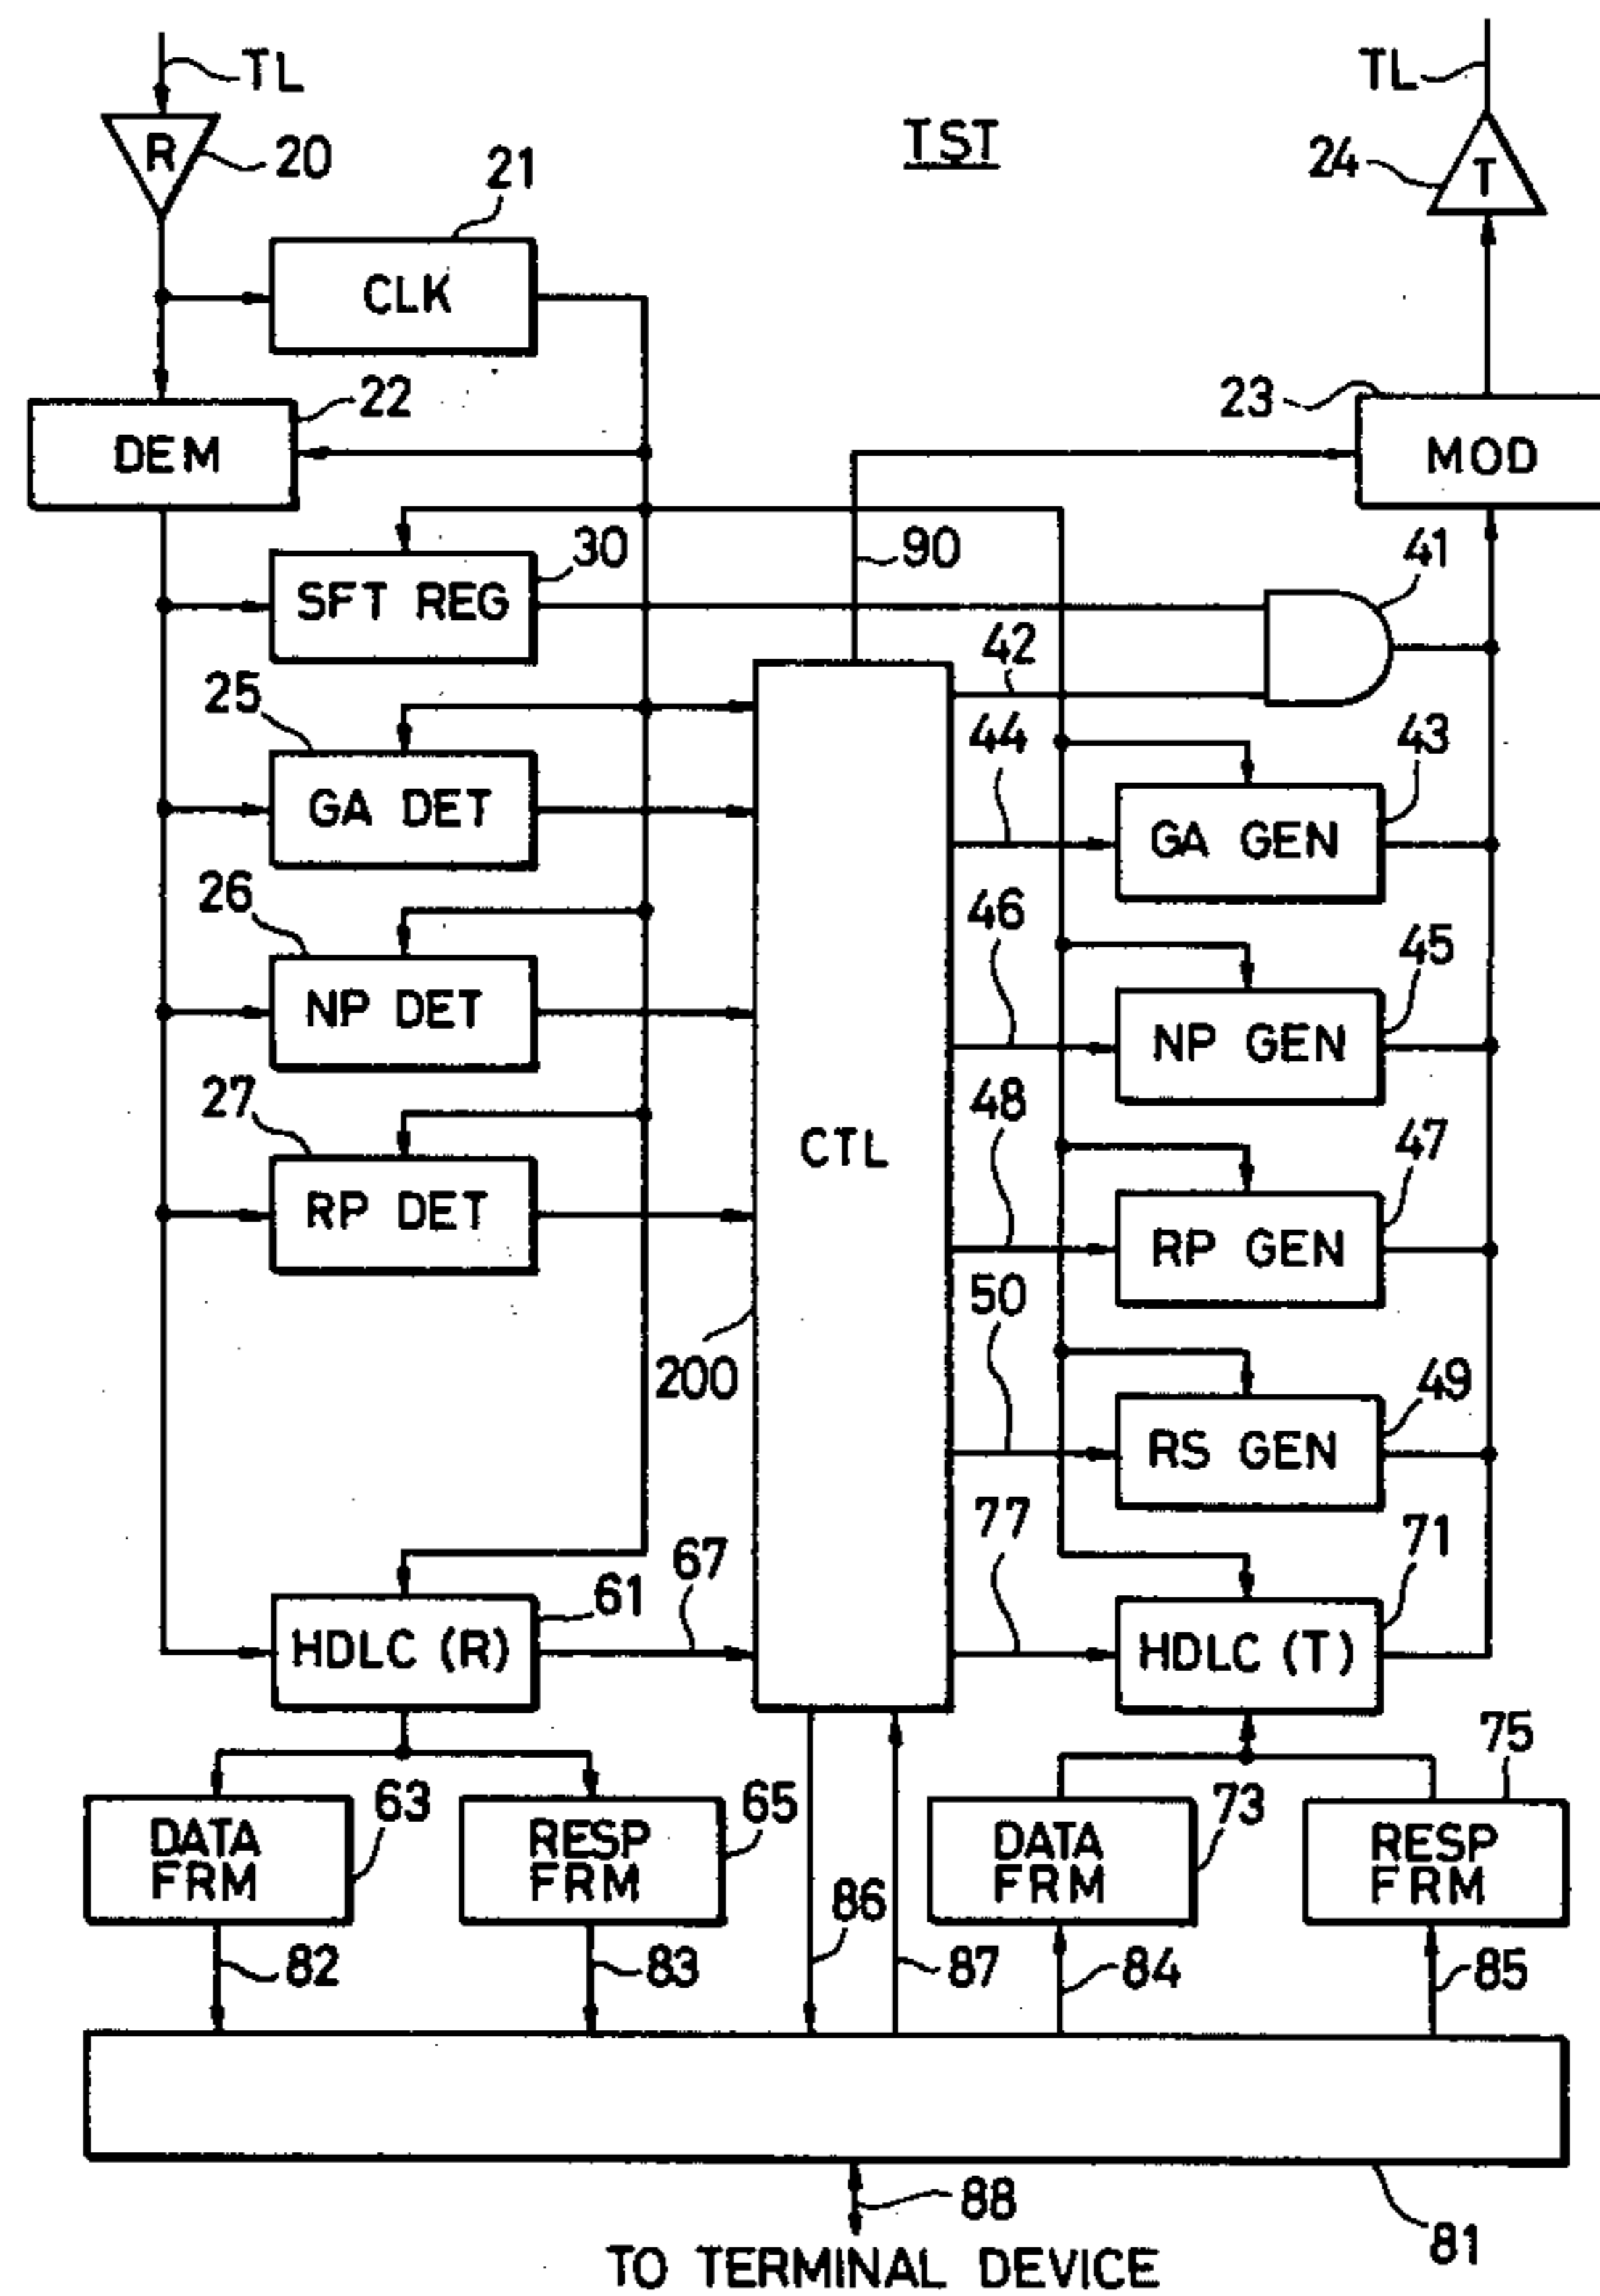 TL
TL
TST
R
20
21
24
T
CLK
22
23
DEM
MOD
30
90
41
SFT REG
42
25
44
43
GA DET
GA GEN
26
46
45
NP DET
NP GEN
27
48
47
CTL
RP DET
RP GEN
50
200
49
RS GEN
77
71
67
61
HDLC (R)
HDLC (T)
75
63
65
73
DATA
FRM
RESP
FRM
DATA
FRM
RESP
FRM
86
82
83
87
84
85
88
81
TO TERMINAL DEVICE